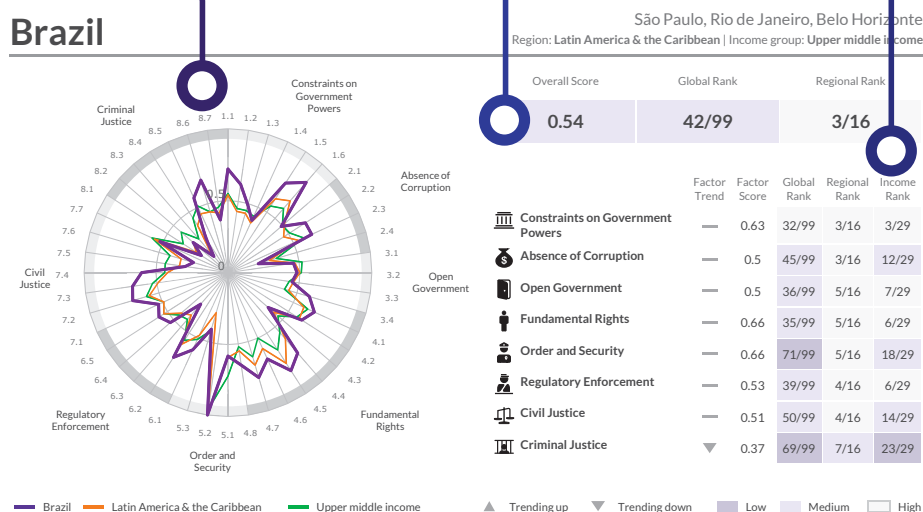 Brazil
São Paulo, Rio de Janeiro, Belo Horizonte
Region: Latin America & the Caribbean | Income group: Upper middle income
Overall Score Global Rank Regional Rank
0.54 42/99 3/16
Constraints on
Government
Powers
Criminal
Justice
Absence of
Corruption
Open
Government
Fundamental
Rights
Order and
Security
Regulatory
Enforcement
Civil
Justice
1.1
1.2
1.3
1.4
1.5
1.6
2.1
2.2
2.3
2.4
3.1
3.2
3.3
3.4
4.1
4.2
4.3
4.4
4.5
4.6
4.7
4.8
5.1
5.2
5.3
6.1
6.2
6.3
6.4
6.5
7.1
7.2
7.3
7.4
7.5
7.6
7.7
8.1
8.2
8.3
8.4
8.5
8.6
8.7
0.5
0
Factor Factor Global Regional Income
Trend Score Rank Rank Rank
Constraints on Government
Powers
0.63 32/99 3/16 3/29
Absence of Corruption 0.5 45/99 3/16 12/29
Open Government 0.5 36/99 5/16 7/29
Fundamental Rights 0.66 35/99 5/16 6/29
Order and Security 0.66 71/99 5/16 18/29
Regulatory Enforcement 0.53 39/99 4/16 6/29
Civil Justice 0.51 50/99 4/16 14/29
Criminal Justice 0.37 69/99 7/16 23/29
Brazil Latin America & the Caribbean Upper middle income
Trending up Trending down Low Medium High